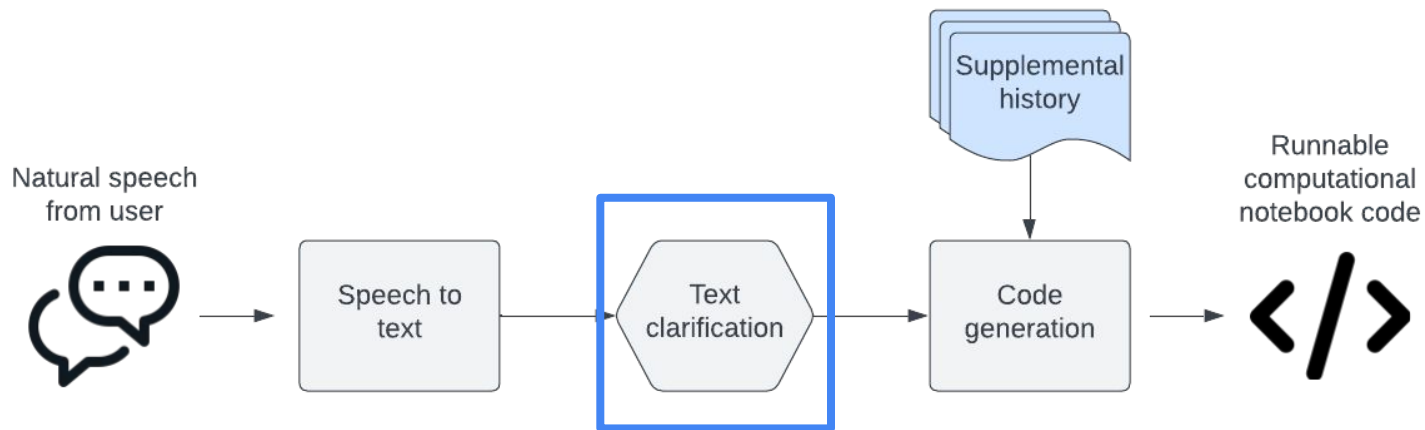 Supplemental
history
Natural speech
from user
Runnable
computational
notebook code
Speech to
text
Text
clarification
Code
generation